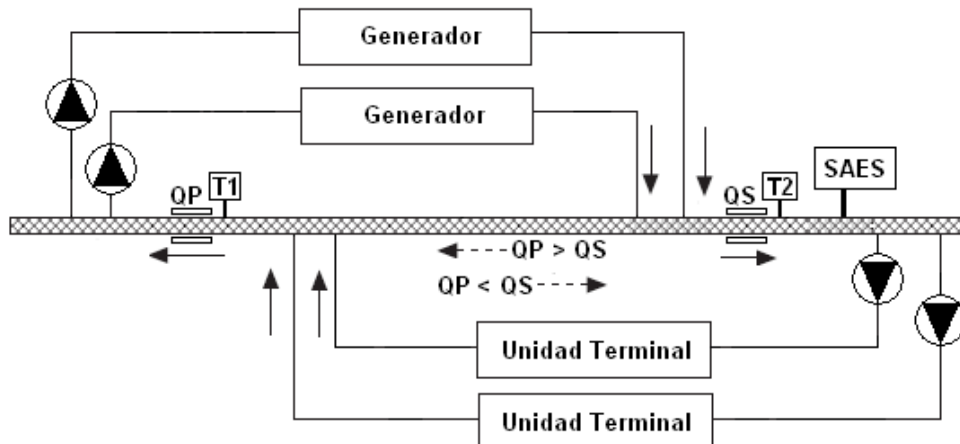 Generador
Generador
SAES
QP T1 QS T2
QP > QS
QP < QS
Unidad Terminal
Unidad Terminal